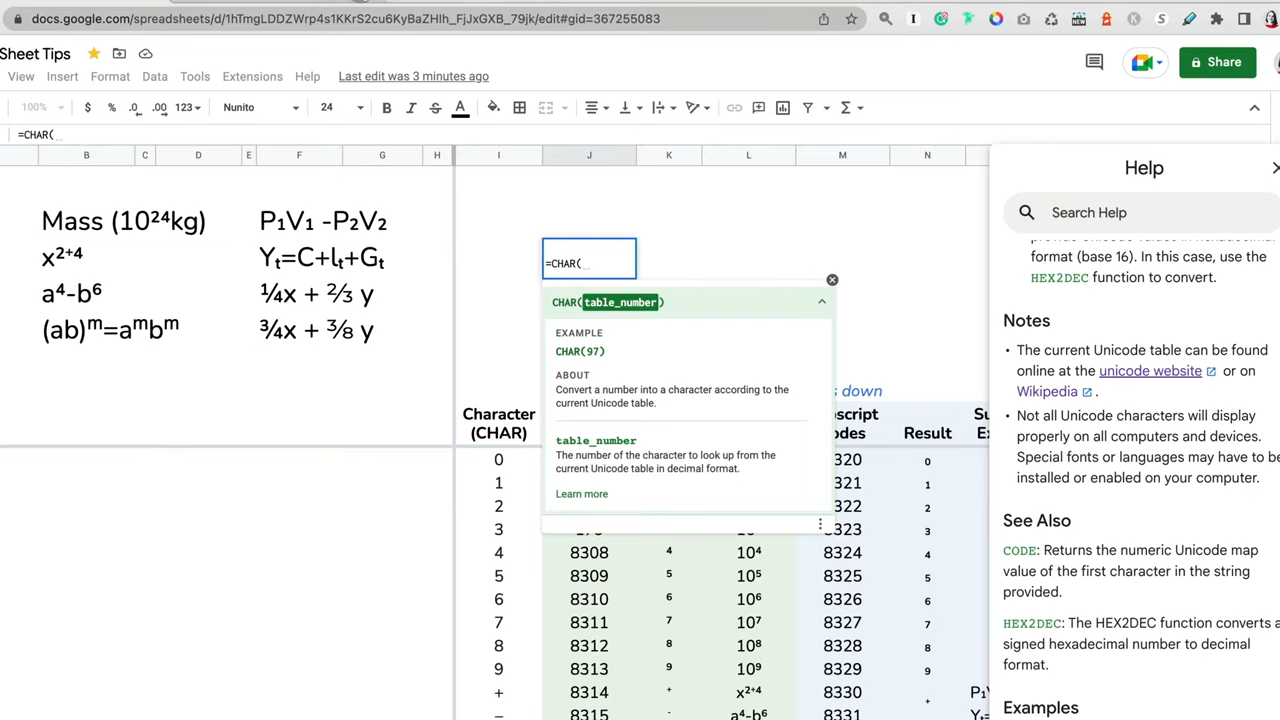 docs.google.com/spreadsheets/d/1hTmgLDDZWrp4s1KKrS2cu6KyBaZHIh_FjJxGXB_79jk/edit#gid=367255083
Sheet Tips
View Insert Format Data Tools Extensions Help Last edit was 3 minutes ago
Share
100% $ % .0 .00 123 Nunito 24 B I S A
=CHAR(
B C D E F G H I J K L M N
Mass (10²⁴kg) P₁V₁ -P₂V₂
x²⁺⁴ Yₜ=C+lₜ+Gₜ
a⁴-b⁶ ¼x + ⅔ y
(ab)ᵐ=aᵐbᵐ ¾x + ⅜ y
=CHAR(
CHAR(table_number)
EXAMPLE
CHAR(97)
ABOUT
Convert a number into a character according to the
current Unicode table.
table_number
The number of the character to look up from the
current Unicode table in decimal format.
Learn more
s down
Character
(CHAR)
script
odes
Result
Su
Ex
0 320 ₀
1 321 ₁
2 322 ₂
3 323 ₃
4 8308 ⁴ 10⁴ 8324 ₄
5 8309 ⁵ 10⁵ 8325 ₅
6 8310 ⁶ 10⁶ 8326 ₆
7 8311 ⁷ 10⁷ 8327 ₇
8 8312 ⁸ 10⁸ 8328 ₈
9 8313 ⁹ 10⁹ 8329 ₉
+ 8314 ⁺ x²⁺⁴ 8330 ₊ P₁V
− 8315 ⁻ a⁴-b⁶ 8331 Yₜ=
Help
Search Help
format (base 16). In this case, use the
HEX2DEC function to convert.
Notes
• The current Unicode table can be found
online at the unicode website or on
Wikipedia .
• Not all Unicode characters will display
properly on all computers and devices.
Special fonts or languages may have to be
installed or enabled on your computer.
See Also
CODE: Returns the numeric Unicode map
value of the first character in the string
provided.
HEX2DEC: The HEX2DEC function converts a
signed hexadecimal number to decimal
format.
Examples